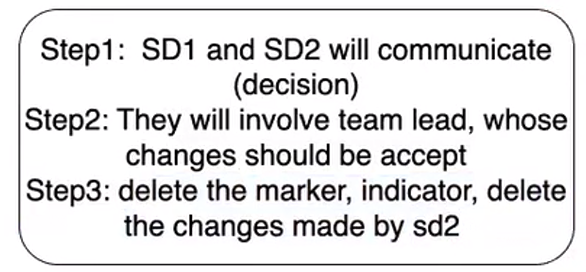 Step1:  SD1 and SD2 will communicate
(decision)
Step2: They will involve team lead, whose
changes should be accept
Step3: delete the marker, indicator, delete
the changes made by sd2